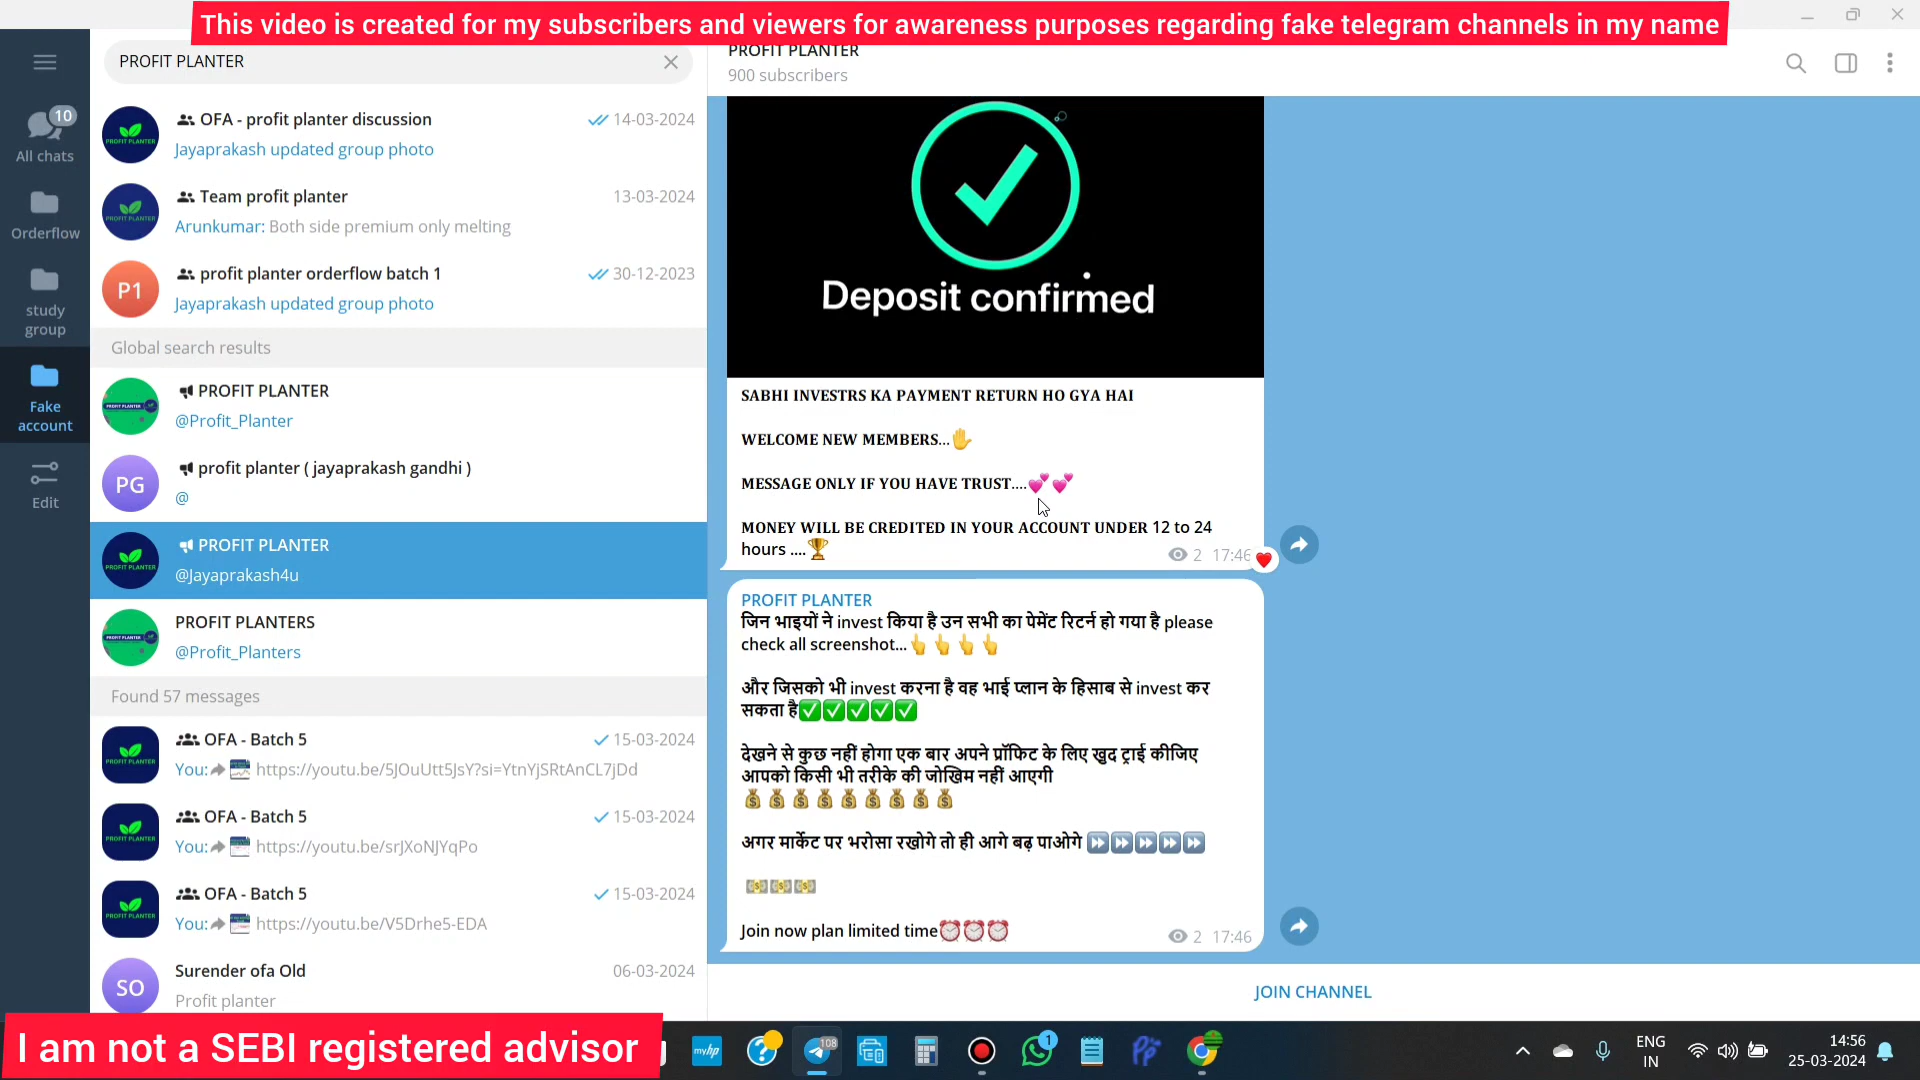 This video is created for my subscribers and viewers for awareness purposes regarding fake telegram channels in my name
PROFIT PLANTER
10
All chats
Orderflow
study
group
Fake
account
Edit
OFA - profit planter discussion
14-03-2024
Jayaprakash updated group photo
Team profit planter
13-03-2024
Arunkumar: Both side premium only melting
P1
profit planter orderflow batch 1
30-12-2023
Jayaprakash updated group photo
Global search results
PROFIT PLANTER
@Profit_Planter
PG
profit planter ( jayaprakash gandhi )
@
PROFIT PLANTER
@Jayaprakash4u
PROFIT PLANTERS
@Profit_Planters
Found 57 messages
OFA - Batch 5
15-03-2024
You: https://youtu.be/5JOuUtt5JsY?si=YtnYjSRtAnCL7jDd
OFA - Batch 5
15-03-2024
You: https://youtu.be/srJXoNJYqPo
OFA - Batch 5
15-03-2024
You: https://youtu.be/V5Drhe5-EDA
SO
Surender ofa Old
06-03-2024
Profit planter
PROFIT PLANTER
900 subscribers
Deposit confirmed
SABHI INVESTRS KA PAYMENT RETURN HO GYA HAI
WELCOME NEW MEMBERS...✋
MESSAGE ONLY IF YOU HAVE TRUST....💕💕
MONEY WILL BE CREDITED IN YOUR ACCOUNT UNDER 12 to 24
hours ....🏆
2 17:46
PROFIT PLANTER
जिन भाइयों ने invest किया है उन सभी का पेमेंट रिटर्न हो गया है please
check all screenshot...👆👆👆👆
और जिसको भी invest करना है वह भाई प्लान के हिसाब से invest कर
सकता है✅✅✅✅✅
देखने से कुछ नहीं होगा एक बार अपने प्रॉफिट के लिए खुद ट्राई कीजिए
आपको किसी भी तरीके की जोखिम नहीं आएगी
💰💰💰💰💰💰💰💰💰
अगर मार्केट पर भरोसा रखोगे तो ही आगे बढ़ पाओगे ⏩⏩⏩⏩⏩
💵💵💵
Join now plan limited time⏰⏰⏰
2 17:46
JOIN CHANNEL
I am not a SEBI registered advisor
myhp
108
1
ENG
IN
14:56
25-03-2024